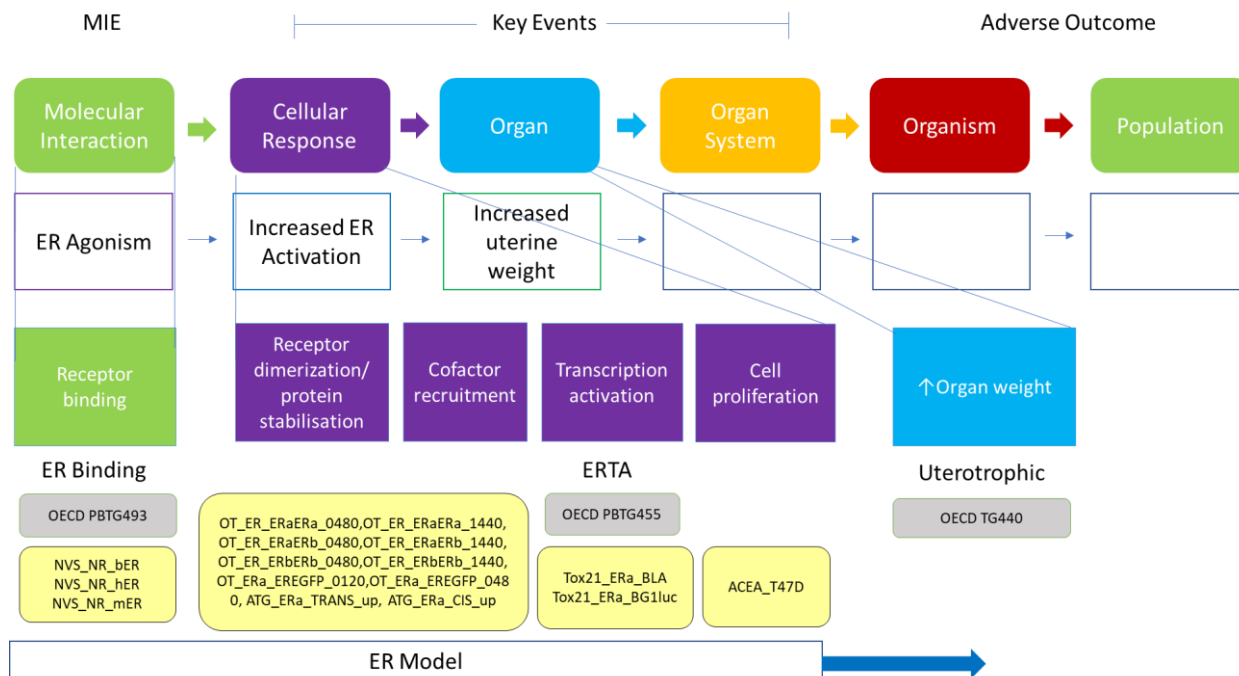 MIE
Key Events
Adverse Outcome
Molecular
Interaction
Cellular
Response
Organ
Organ
System
Organism
Population
ER Agonism
Increased ER
Activation
Increased
uterine
weight
Receptor
binding
Receptor
dimerization/
protein
stabilisation
Cofactor
recruitment
Transcription
activation
Cell
proliferation
↑Organ weight
ER Binding
ERTA
Uterotrophic
OECD PBTG493
OECD PBTG455
OECD TG440
NVS_NR_bER
NVS_NR_hER
NVS_NR_mER
OT_ER_ERaERa_0480,OT_ER_ERaERa_1440,
OT_ER_ERaERb_0480,OT_ER_ERaERb_1440,
OT_ER_ERbERb_0480,OT_ER_ERbERb_1440,
OT_ERa_EREGFP_0120,OT_ERa_EREGFP_048
0, ATG_ERa_TRANS_up, ATG_ERa_CIS_up
Tox21_ERa_BLA
Tox21_ERa_BG1luc
ACEA_T47D
ER Model